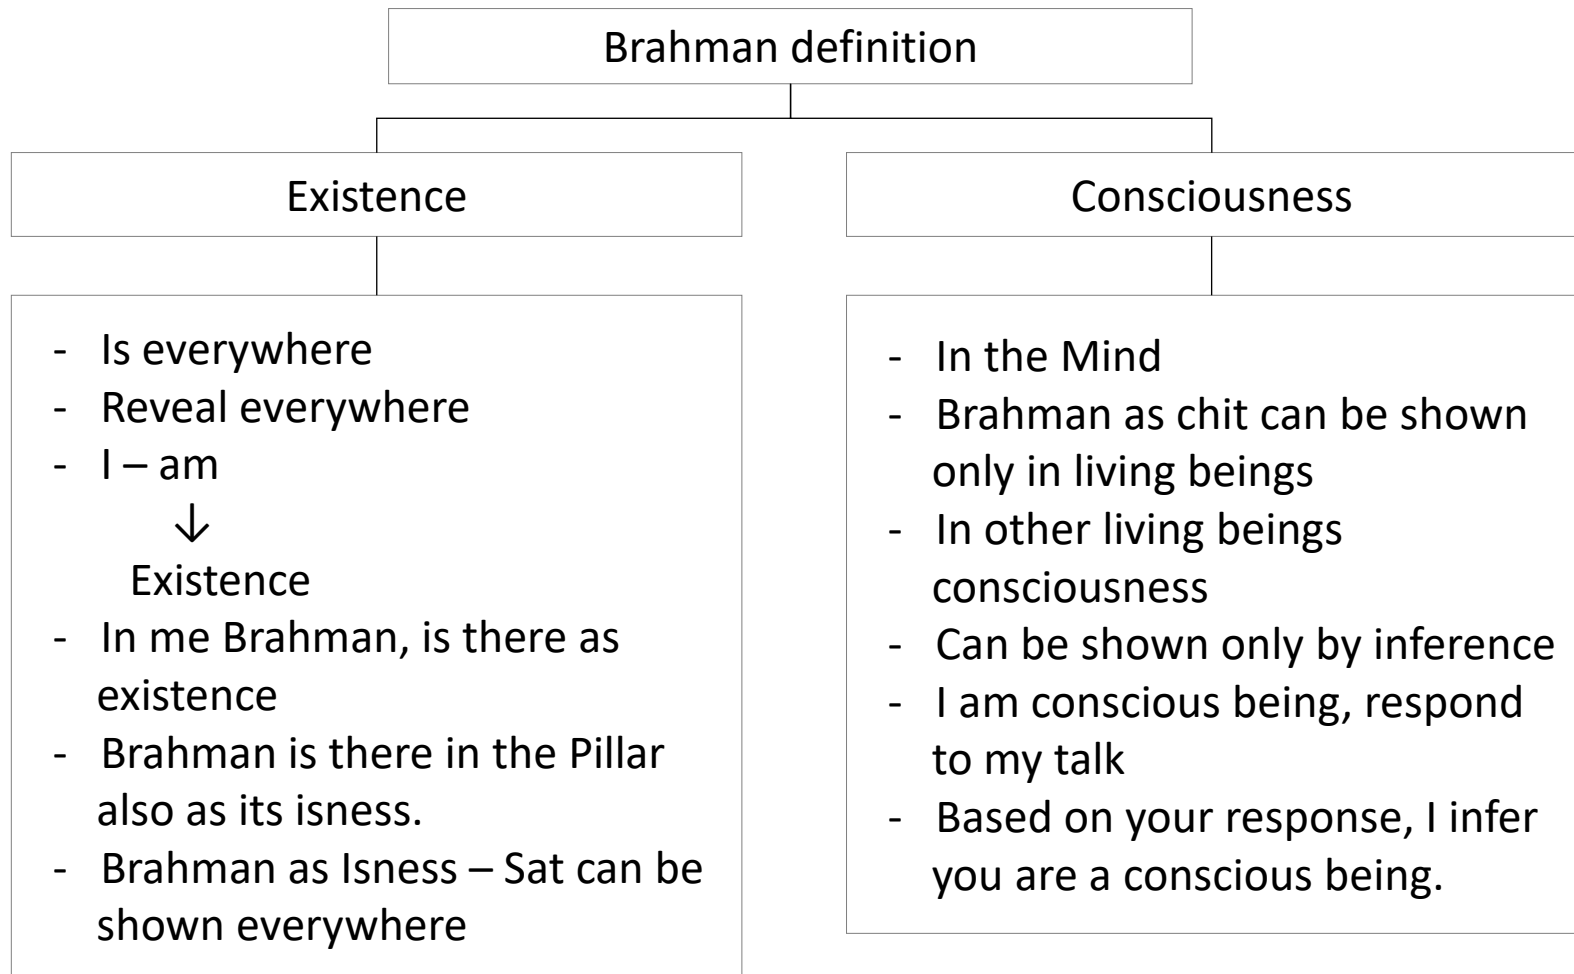 Brahman definition
Existence
Consciousness
- Is everywhere
- Reveal everywhere
- I – am
↓
Existence
- In me Brahman, is there as
existence
- Brahman is there in the Pillar
also as its isness.
- Brahman as Isness – Sat can be
shown everywhere
- In the Mind
- Brahman as chit can be shown
only in living beings
- In other living beings
consciousness
- Can be shown only by inference
- I am conscious being, respond
to my talk
- Based on your response, I infer
you are a conscious being.